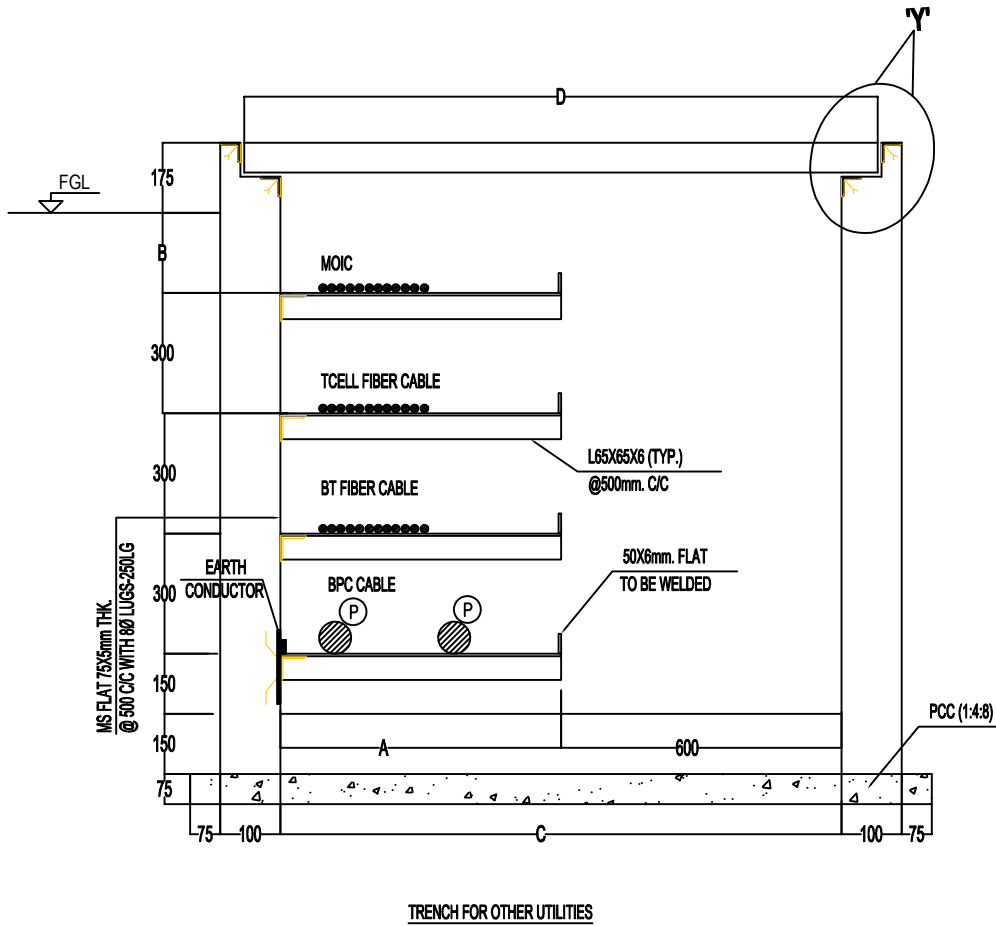 'Y'
D
175
FGL
B
MOIC
300
TCELL FIBER CABLE
L65X65X6 (TYP.)
@500mm. C/C
300
BT FIBER CABLE
MS FLAT 75X5mm THK.
@ 500 C/C WITH 8Ø LUGS-250LG
EARTH
CONDUCTOR
300
BPC CABLE
P
P
50X6mm. FLAT
TO BE WELDED
150
150
A
600
PCC (1:4:8)
75
75
100
C
100
75
TRENCH FOR OTHER UTILITIES